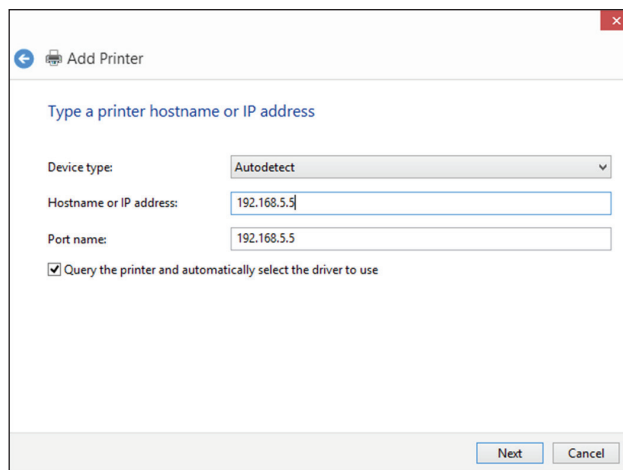 Add Printer
Type a printer hostname or IP address
Device type: Autodetect
Hostname or IP address: 192.168.5.5
Port name: 192.168.5.5
Query the printer and automatically select the driver to use
Next Cancel